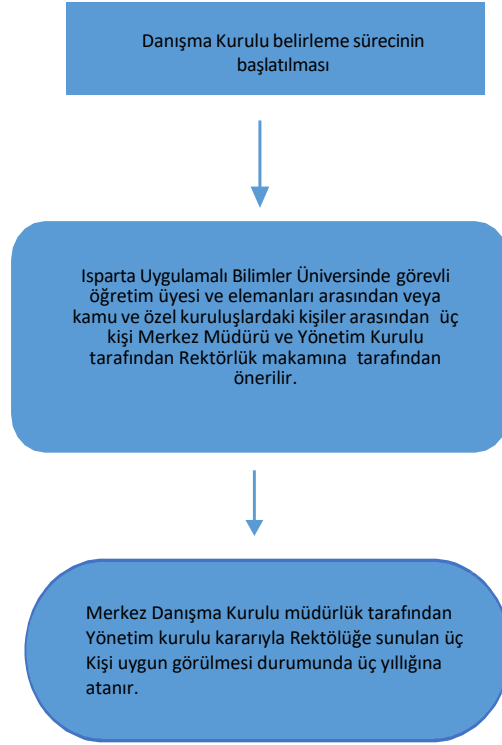 Danışma Kurulu belirleme sürecinin
başlatılması
Isparta Uygulamalı Bilimler Üniversinde görevli
öğretim üyesi ve elemanları arasından veya
kamu ve özel kuruluşlardaki kişiler arasından üç
kişi Merkez Müdürü ve Yönetim Kurulu
tarafından Rektörlük makamına tarafından
önerilir.
Merkez Danışma Kurulu müdürlük tarafından
Yönetim kurulu kararıyla Rektölüğe sunulan üç
Kişi uygun görülmesi durumunda üç yıllığına
atanır.